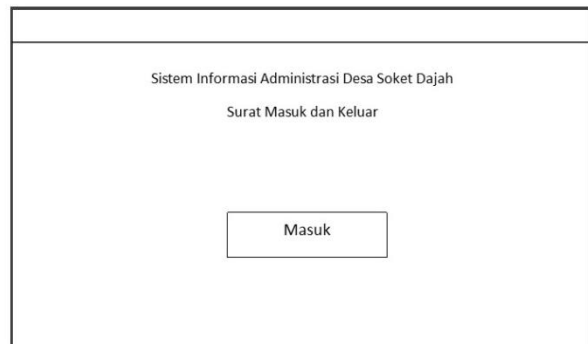 Sistem Informasi Administrasi Desa Soket Dajah
Surat Masuk dan Keluar
Masuk